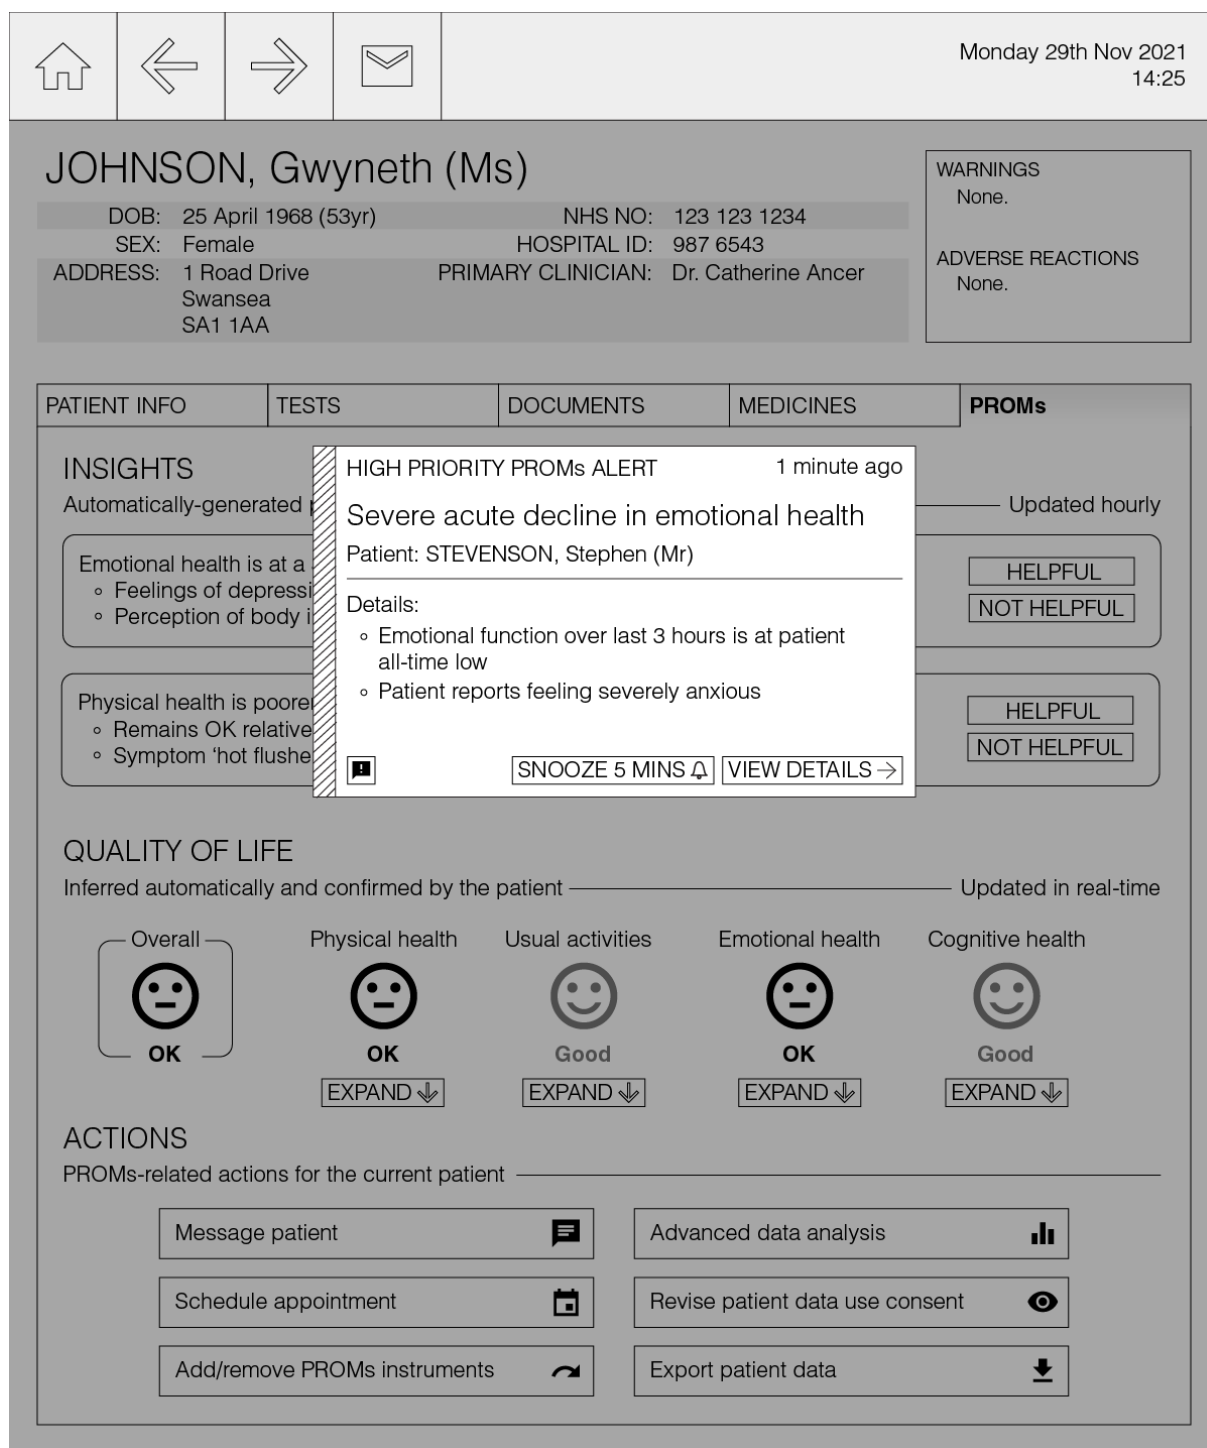 Monday 29th Nov 2021
14:25
JOHNSON, Gwyneth (Ms)
DOB: 25 April 1968 (53yr) NHS NO: 123 123 1234
SEX: Female HOSPITAL ID: 987 6543
ADDRESS: 1 Road Drive PRIMARY CLINICIAN: Dr. Catherine Ancer
Swansea
SA1 1AA
WARNINGS
None.
ADVERSE REACTIONS
None.
PATIENT INFO TESTS DOCUMENTS MEDICINES PROMs
INSIGHTS
Automatically-generated Updated hourly
Emotional health is at a
Feelings of depressi
Perception of body i
HELPFUL
NOT HELPFUL
Physical health is poorer
Remains OK relative
Symptom ‘hot flushe
HELPFUL
NOT HELPFUL
HIGH PRIORITY PROMs ALERT 1 minute ago
Severe acute decline in emotional health
Patient: STEVENSON, Stephen (Mr)
Details:
Emotional function over last 3 hours is at patient
all-time low
Patient reports feeling severely anxious
SNOOZE 5 MINS VIEW DETAILS
QUALITY OF LIFE
Inferred automatically and confirmed by the patient Updated in real-time
Overall Physical health Usual activities Emotional health Cognitive health
OK OK Good OK Good
EXPAND EXPAND EXPAND EXPAND
ACTIONS
PROMs-related actions for the current patient
Message patient Advanced data analysis
Schedule appointment Revise patient data use consent
Add/remove PROMs instruments Export patient data